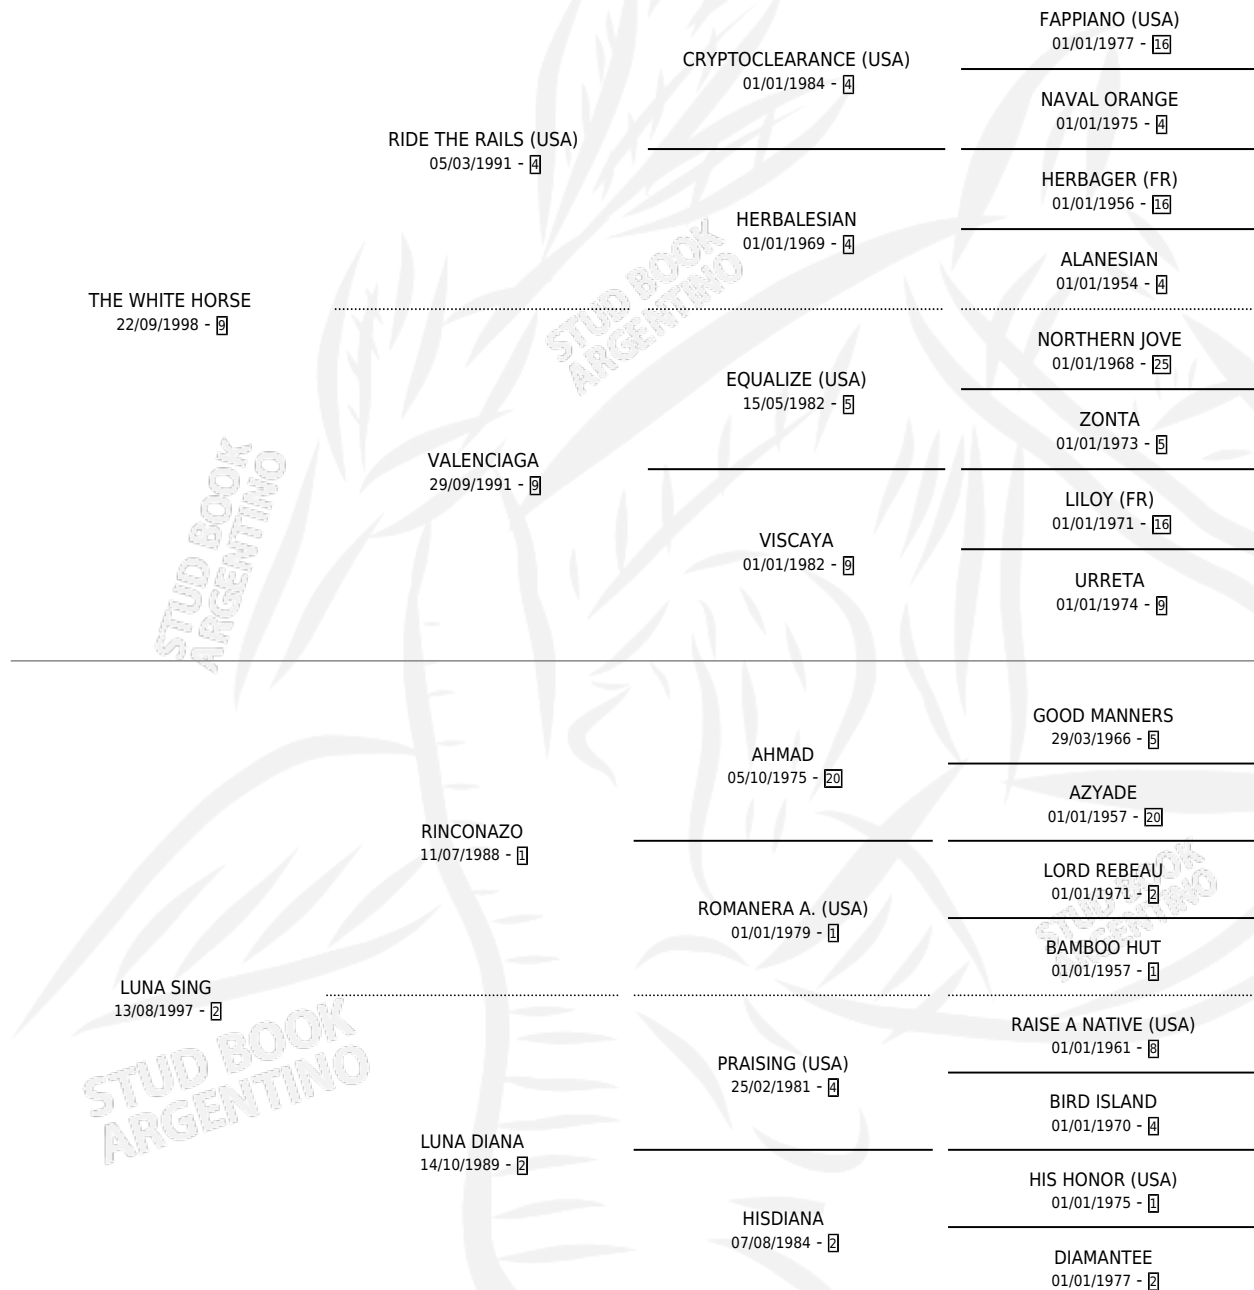 FAPPIANO (USA)
01/01/1977 - 16
CRYPTOCLEARANCE (USA)
01/01/1984 - 4
NAVAL ORANGE
01/01/1975 - 4
RIDE THE RAILS (USA)
05/03/1991 - 4
HERBAGER (FR)
01/01/1956 - 16
HERBALESIAN
01/01/1969 - 4
ALANESIAN
01/01/1954 - 4
THE WHITE HORSE
22/09/1998 - 9
STUD BOOK
ARGENTINO
NORTHERN JOVE
01/01/1968 - 25
EQUALIZE (USA)
15/05/1982 - 5
ZONTA
01/01/1973 - 5
VALENCIAGA
29/09/1991 - 9
LILOY (FR)
01/01/1971 - 16
VISCAYA
01/01/1982 - 9
URRETA
01/01/1974 - 9
STUD BOOK
ARGENTINO
GOOD MANNERS
29/03/1966 - 5
AHMAD
05/10/1975 - 20
AZYADE
01/01/1957 - 20
RINCONAZO
11/07/1988 - 1
LORD REBEAU
01/01/1971 - 2
ROMANERA A. (USA)
01/01/1979 - 1
STUD BOOK
ARGENTINO
BAMBOO HUT
01/01/1957 - 1
LUNA SING
13/08/1997 - 2
STUD BOOK
ARGENTINO
RAISE A NATIVE (USA)
01/01/1961 - 8
PRAISING (USA)
25/02/1981 - 4
BIRD ISLAND
01/01/1970 - 4
LUNA DIANA
14/10/1989 - 2
HIS HONOR (USA)
01/01/1975 - 1
HISDIANA
07/08/1984 - 2
DIAMANTEE
01/01/1977 - 2